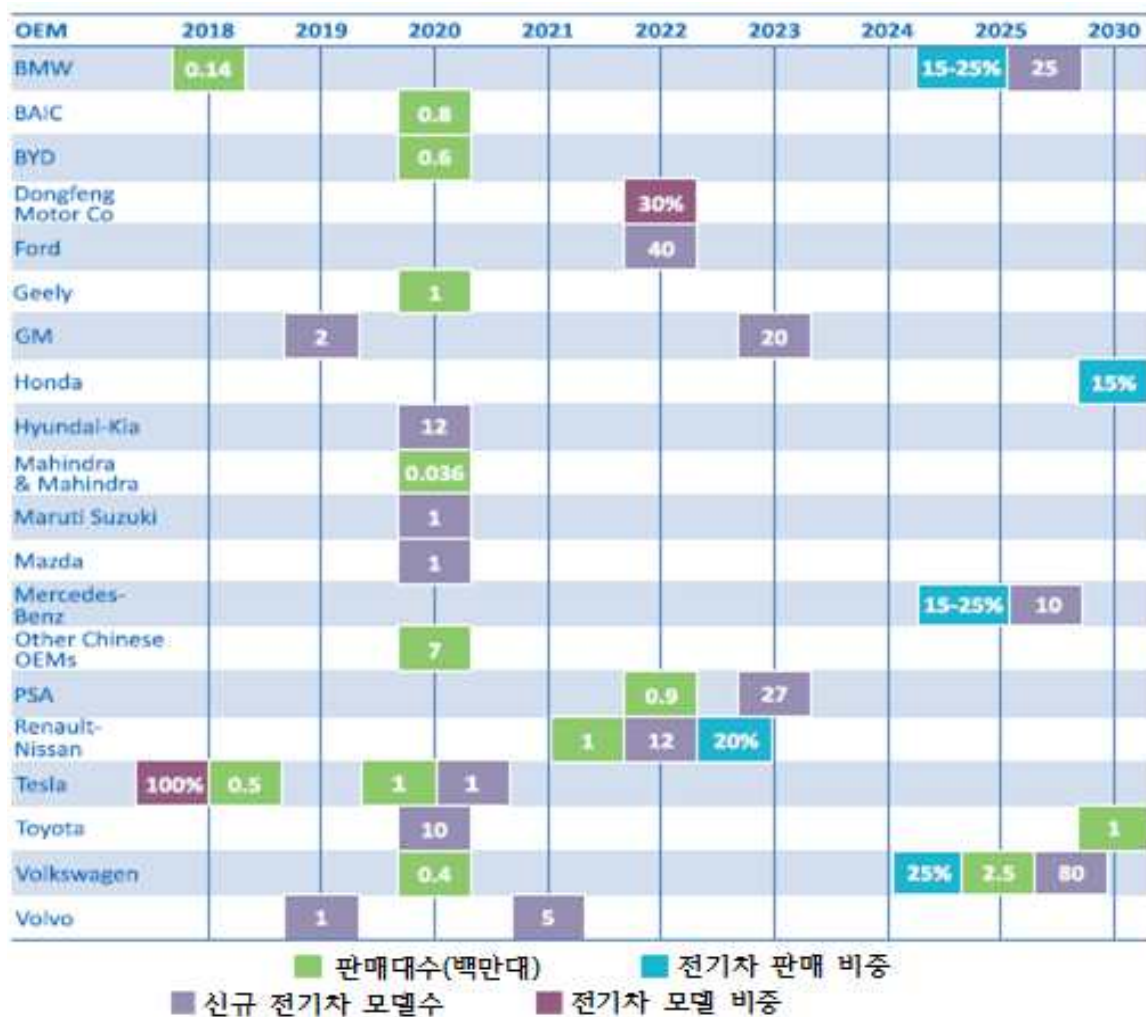 OEM 2018 2019 2020 2021 2022 2023 2024 2025 2030
BMW 0.14 15-25% 25
BAIC 0.8
BYD 0.6
Dongfeng
Motor Co 30%
Ford 40
Geely 1
GM 2 20
Honda 15%
Hyundai-Kia 12
Mahindra
& Mahindra 0.036
Maruti Suzuki 1
Mazda 1
Mercedes-
Benz 15-25% 10
Other Chinese
OEMs 7
PSA 0.9 27
Renault-
Nissan 1 12 20%
Tesla 100% 0.5 1 1
Toyota 10 1
Volkswagen 0.4 25% 2.5 80
Volvo 1 5
판매대수(백만대) 전기차 판매 비중
신규 전기차 모델수 전기차 모델 비중